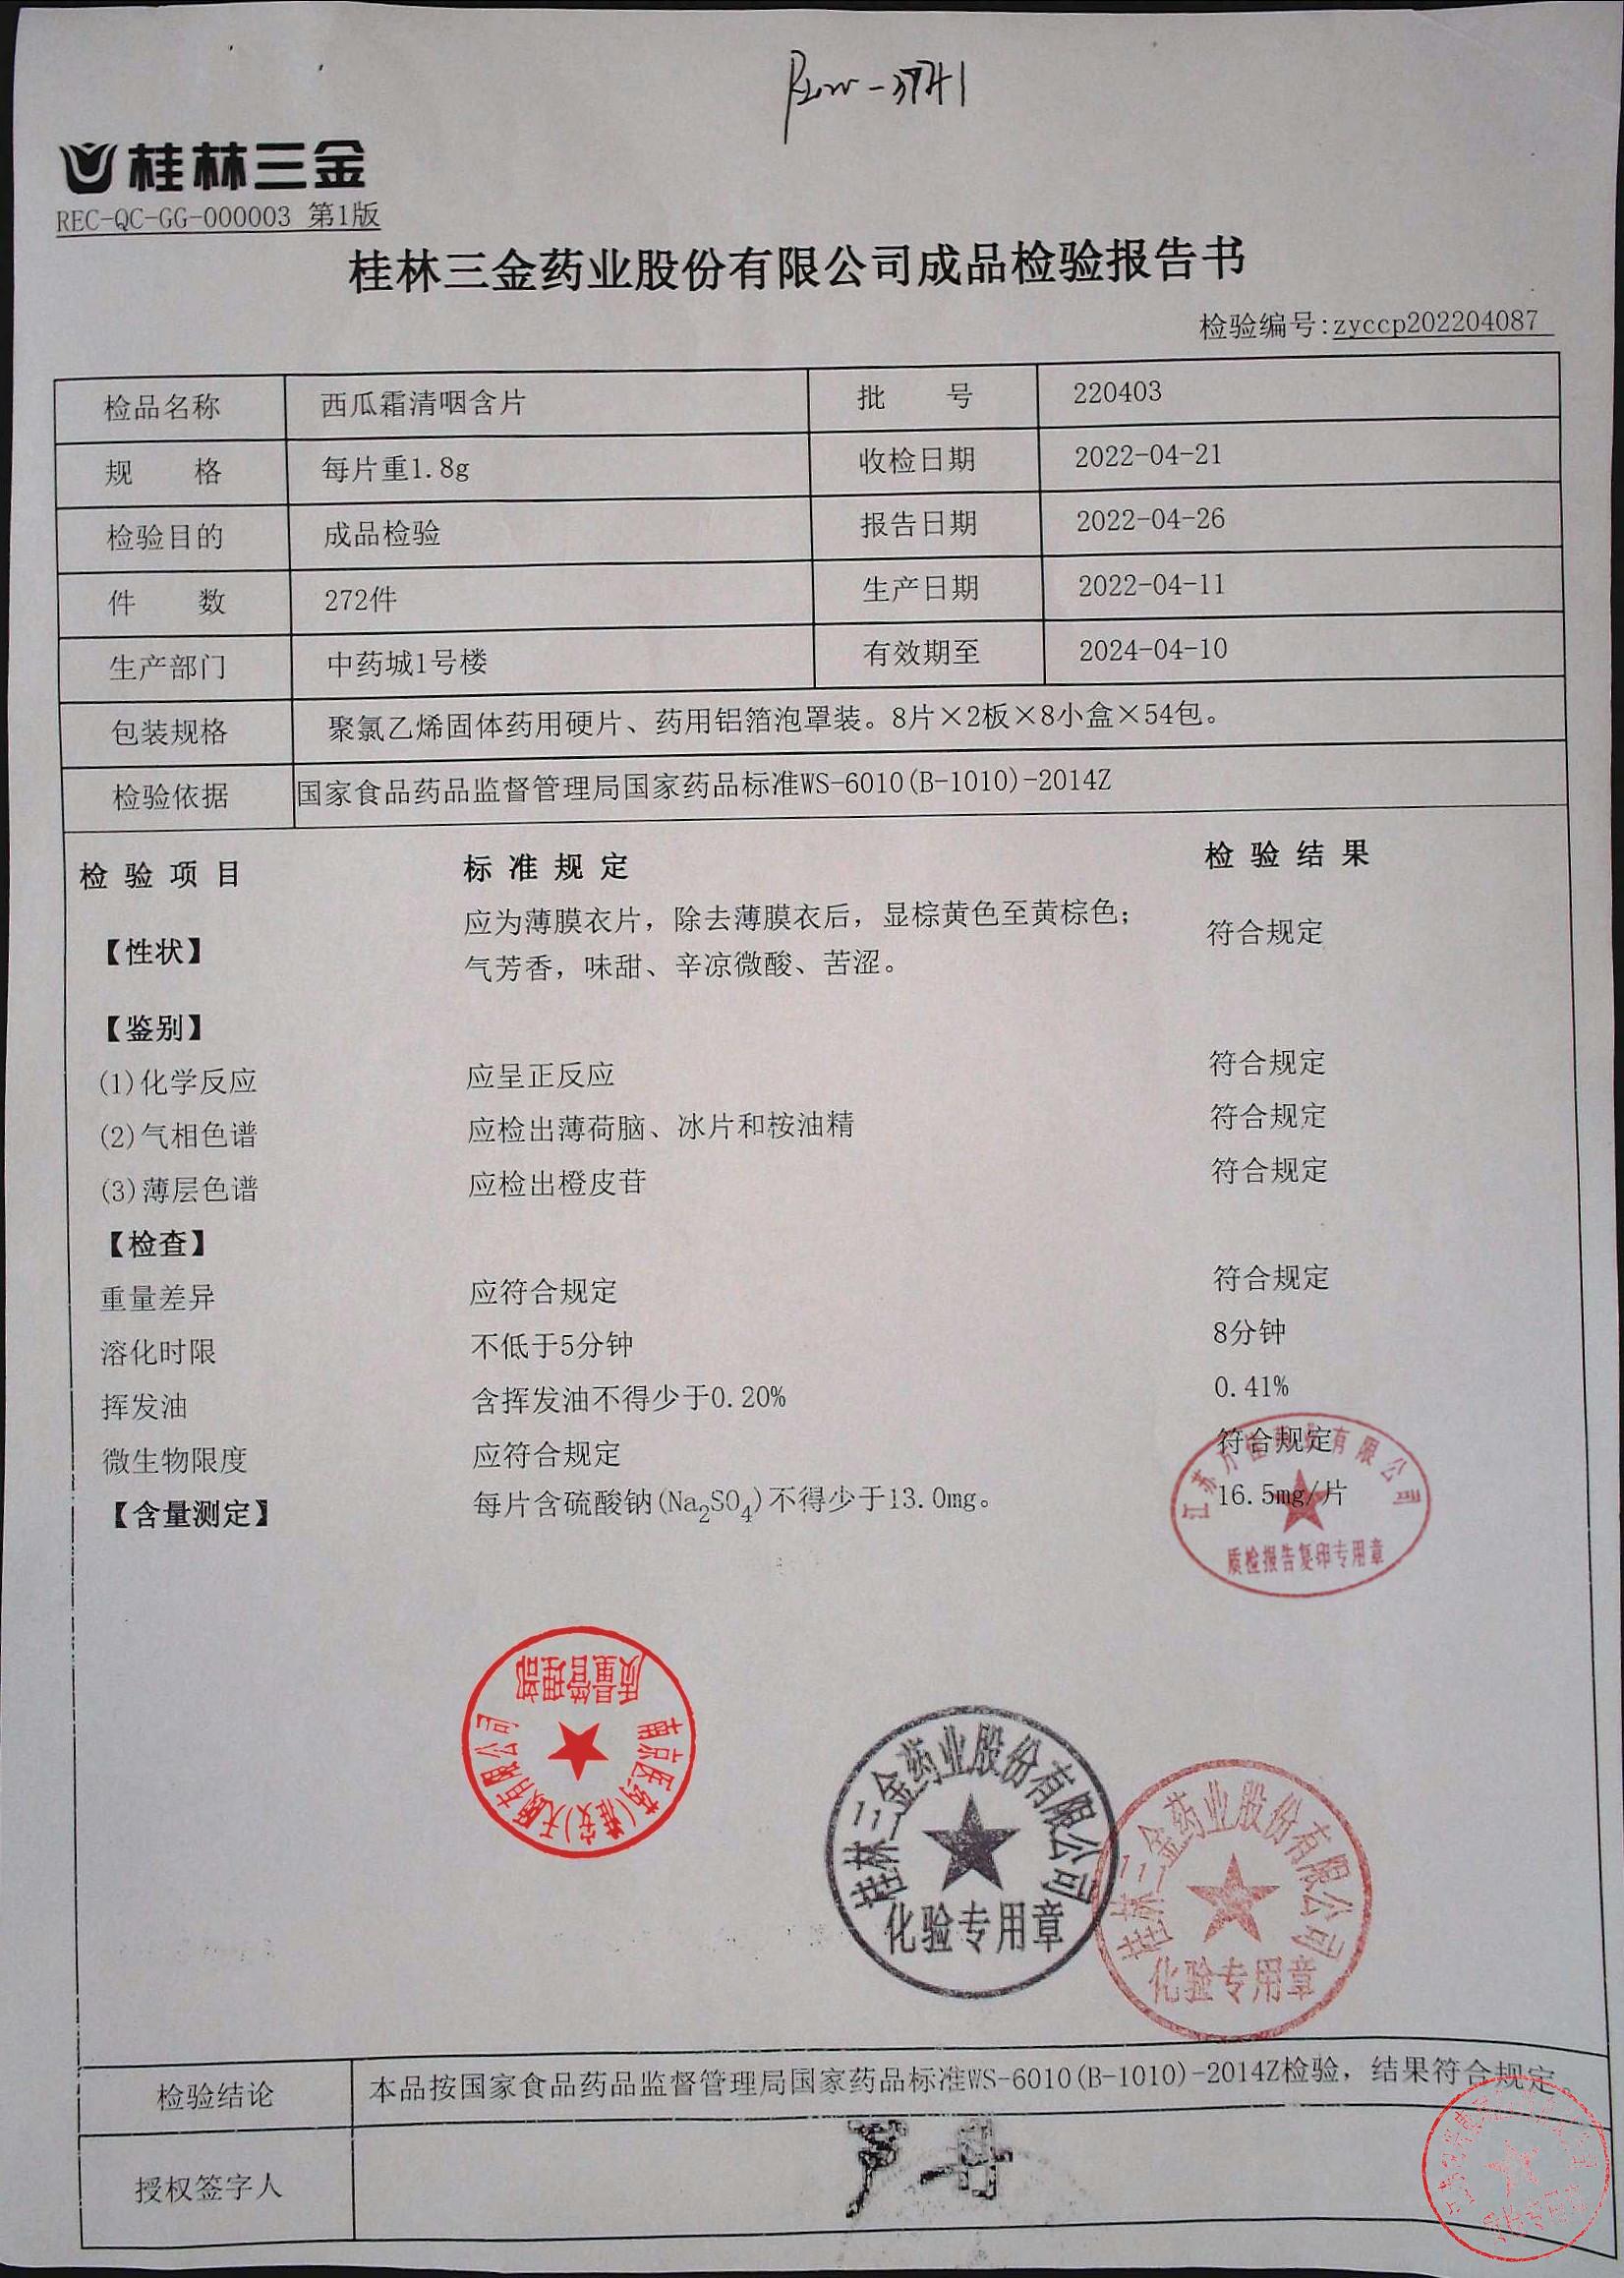 桂林三金
REC-QC-GG-000003 第1版
桂林三金药业股份有限公司成品检验报告书
检验编号:zyccp202204087
检品名称 西瓜霜清咽含片 批 号 220403
规 格 每片重1.8g 收检日期 2022-04-21
检验目的 成品检验 报告日期 2022-04-26
件 数 272件 生产日期 2022-04-11
生产部门 中药城1号楼 有效期至 2024-04-10
包装规格 聚氯乙烯固体药用硬片、药用铝箔泡罩装。8片×2板×8小盒×54包。
检验依据 国家食品药品监督管理局国家药品标准WS-6010(B-1010)-2014Z
检验项目 标准规定 检验结果
【性状】 应为薄膜衣片，除去薄膜衣后，显棕黄色至黄棕色； 符合规定
气芳香，味甜、辛凉微酸、苦涩。
【鉴别】
(1)化学反应 应呈正反应 符合规定
(2)气相色谱 应检出薄荷脑、冰片和桉油精 符合规定
(3)薄层色谱 应检出橙皮苷 符合规定
【检查】
重量差异 应符合规定 符合规定
溶化时限 不低于5分钟 8分钟
挥发油 含挥发油不得少于0.20% 0.41%
微生物限度 应符合规定 符合规定
【含量测定】 每片含硫酸钠(Na₂SO₄)不得少于13.0mg。 16.5mg/片
质检报告复印专用章
南京医药(淮安)天颐有限公司
质量管理部
桂林三金药业股份有限公司
化验专用章
桂林三金药业股份有限公司
化验专用章
检验结论 本品按国家食品药品监督管理局国家药品标准WS-6010(B-1010)-2014Z检验，结果符合规定
授权签字人